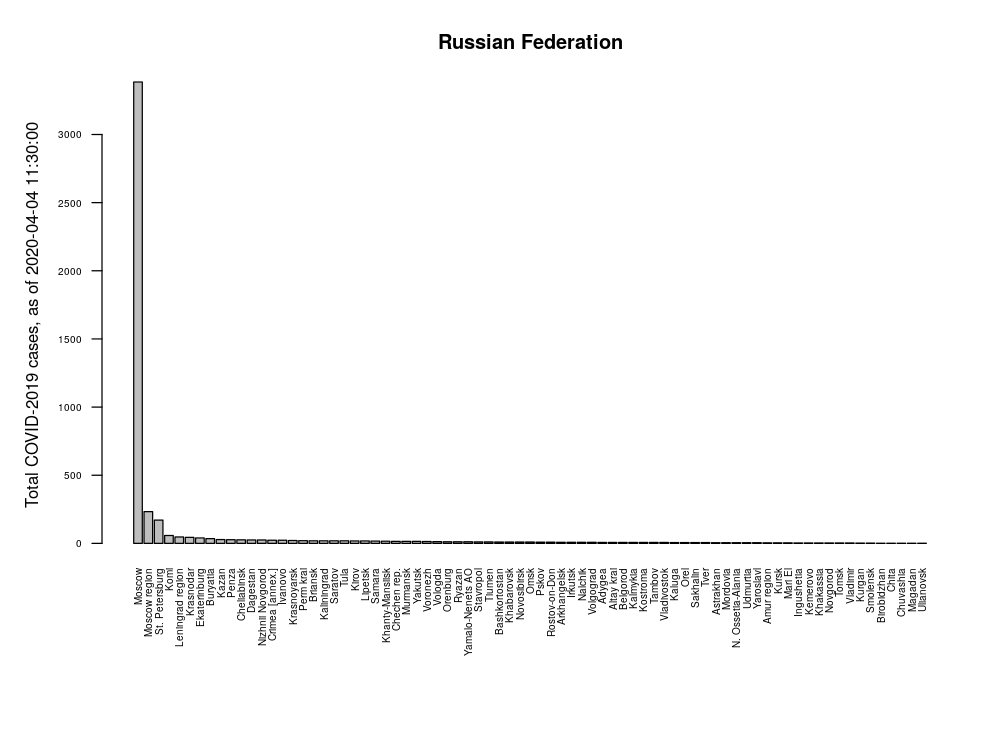 Russian Federation
Total COVID-2019 cases, as of 2020-04-04 11:30:00
3000
2500
2000
1500
1000
500
0
Moscow
Moscow region
St. Petersburg
Komi
Leningrad region
Krasnodar
Ekaterinburg
Buryatia
Kazan
Penza
Cheliabinsk
Dagestan
Nizhnii Novgorod
Crimea [annex.]
Ivanovo
Krasnoyarsk
Perm krai
Briansk
Kaliningrad
Saratov
Tula
Kirov
Lipetsk
Samara
Khanty-Mansiisk
Chechen rep.
Murmansk
Yakutsk
Voronezh
Vologda
Orenburg
Ryazan
Yamalo-Nenets AO
Stavropol
Tiumen
Bashkortostan
Khabarovsk
Novosibirsk
Omsk
Pskov
Rostov-on-Don
Arkhangelsk
Irkutsk
Nalchik
Volgograd
Adygea
Altay krai
Belgorod
Kalmykia
Kostroma
Tambov
Vladivostok
Kaluga
Orel
Sakhalin
Tver
Astrakhan
Mordovia
N. Ossetia-Alania
Udmurtia
Yaroslavl
Amur region
Kursk
Marii El
Ingushetia
Kemerovo
Khakassia
Novgorod
Tomsk
Vladimir
Kurgan
Smolensk
Birobidzhan
Chita
Chuvashia
Magadan
Ulianovsk